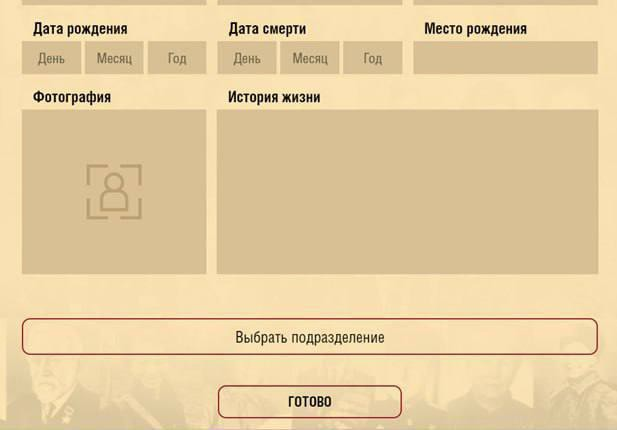 Дата рождения Дата смерти Место рождения
День Месяц Год День Месяц Год
Фотография История жизни
Выбрать подразделение
ГОТОВО